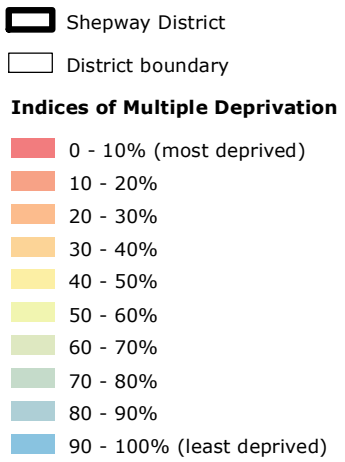 Shepway District
District boundary
Indices of Multiple Deprivation
0 - 10% (most deprived)
10 - 20%
20 - 30%
30 - 40%
40 - 50%
50 - 60%
60 - 70%
70 - 80%
80 - 90%
90 - 100% (least deprived)